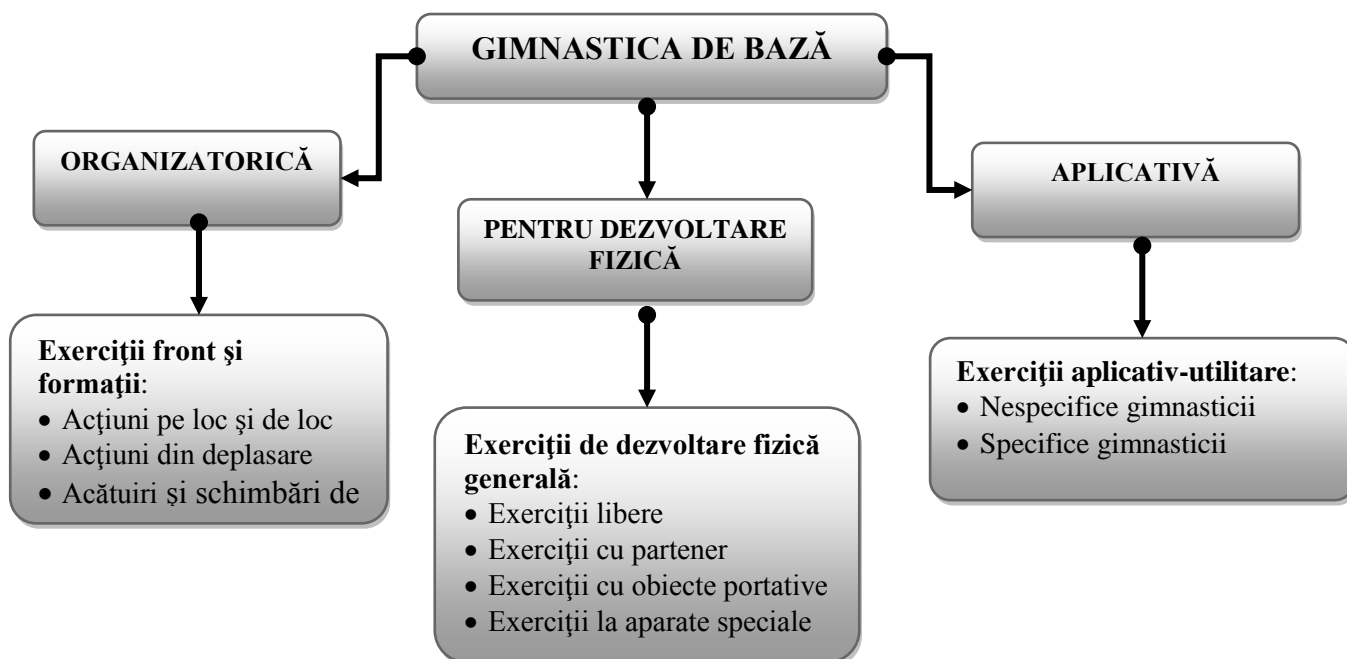 GIMNASTICA DE BAZĂ
ORGANIZATORICĂ
PENTRU DEZVOLTARE
FIZICĂ
APLICATIVĂ
Exerciţii front şi
formaţii:
• Acţiuni pe loc şi de loc
• Acţiuni din deplasare
• Acătuiri și schimbări de
Exerciţii de dezvoltare fizică
generală:
• Exerciţii libere
• Exerciţii cu partener
• Exerciţii cu obiecte portative
• Exerciţii la aparate speciale
Exerciţii aplicativ-utilitare:
• Nespecifice gimnasticii
• Specifice gimnasticii